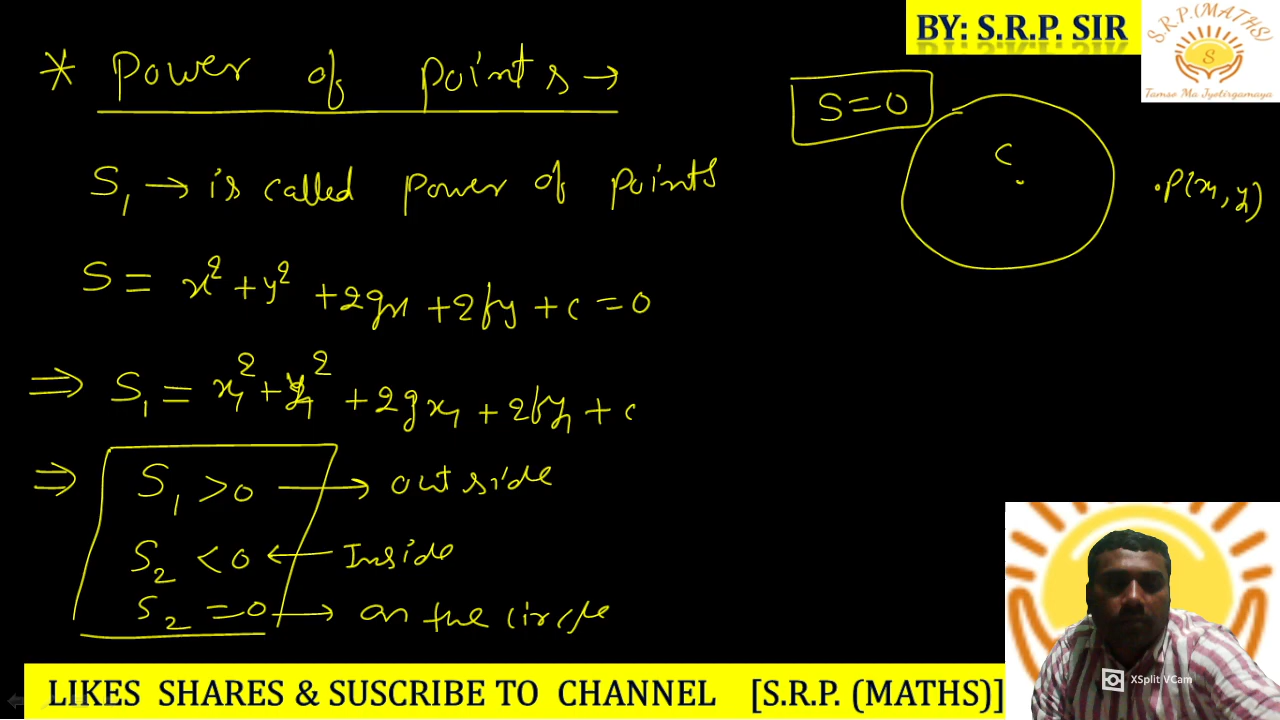 BY: S.R.P. SIR
S.R.P.(MATHS)
S
Tamso Ma Jyotirgamaya
* Power of points →
S=0
C
.P(x1, y1)
S1 → is called power of points
S = x² + y² + 2gx + 2fy + c = 0
⇒ S1 = x1² + y1² + 2gx1 + 2fy1 + c
⇒ S1 > 0 → outside
S2 < 0 ← Inside
S2 = 0 → on the circle
LIKES SHARES & SUSCRIBE TO CHANNEL [S.R.P. (MATHS)]
XSplit VCam